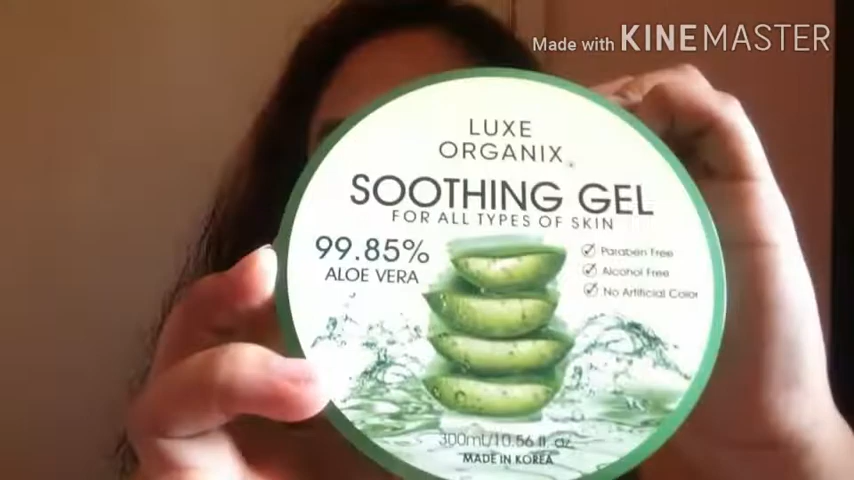 Made with KINEMASTER
LUXE
ORGANIX
SOOTHING GEL
FOR ALL TYPES OF SKIN
99.85%
ALOE VERA
Paraben Free
Alcohol Free
No Artificial Color
300mL/10.56 fl. oz
MADE IN KOREA